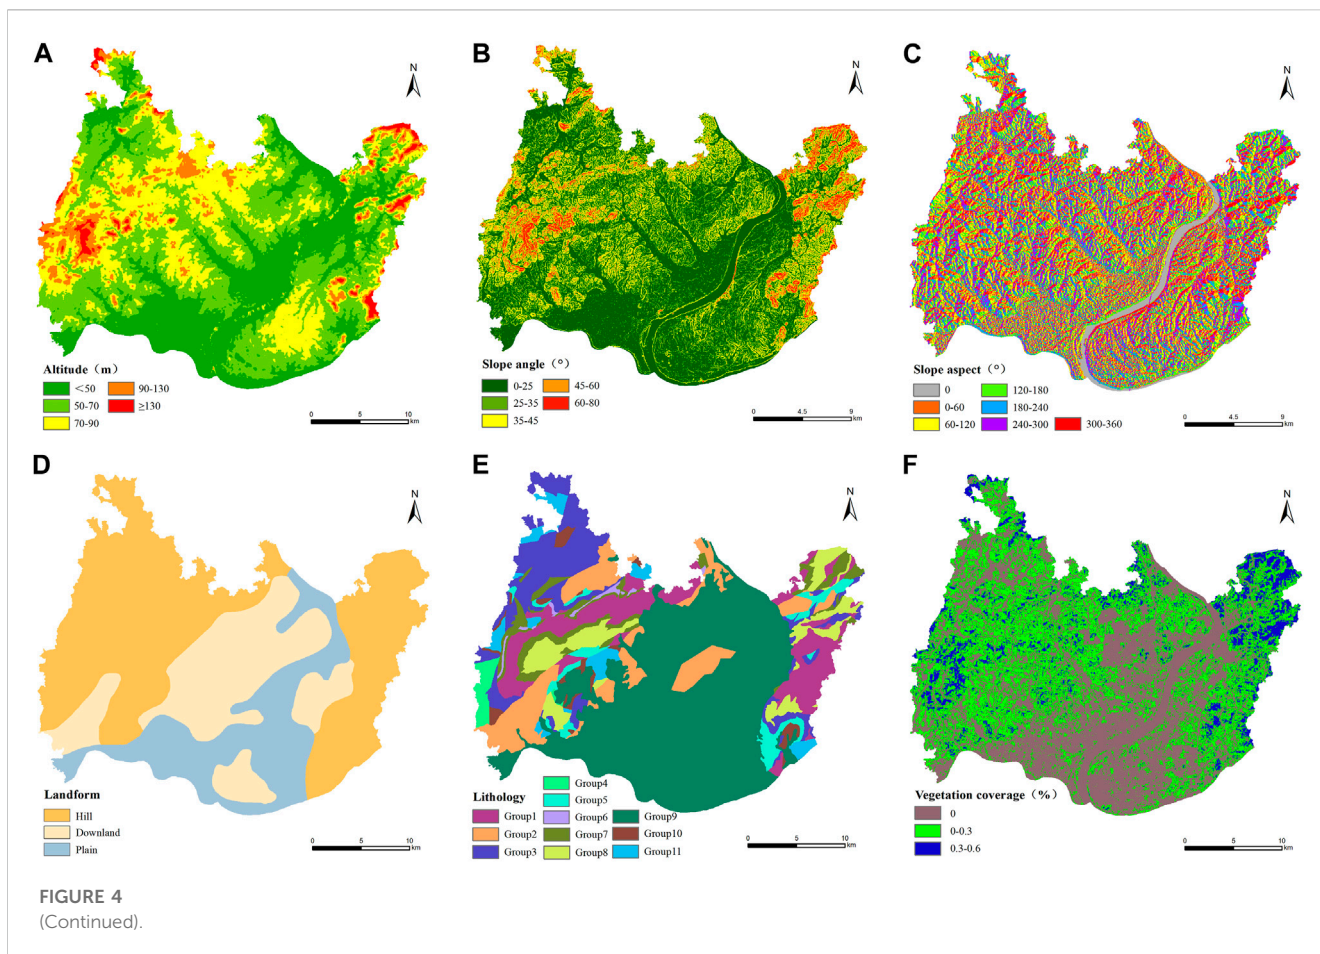 A
N
Altitude（m）
<50
50-70
70-90
90-130
≥130
0 5 10
km
B
N
Slope angle（°）
0-25
25-35
35-45
45-60
60-80
0 4.5 9
km
C
N
Slope aspect（°）
0
0-60
60-120
120-180
180-240
240-300
300-360
0 4.5 9
km
D
N
Landform
Hill
Downland
Plain
0 5 10
km
E
N
Lithology
Group1
Group2
Group3
Group4
Group5
Group6
Group7
Group8
Group9
Group10
Group11
0 5 10
km
F
N
Vegetation coverage（%）
0
0-0.3
0.3-0.6
0 5 10
km
FIGURE 4
(Continued).